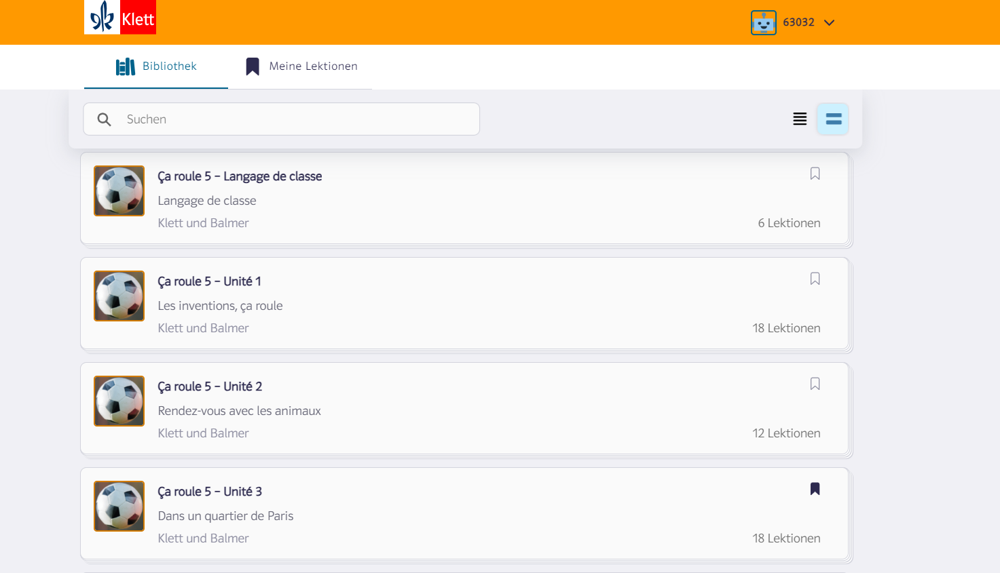 Klett
63032
Bibliothek
Meine Lektionen
Suchen
Ça roule 5 – Langage de classe
Langage de classe
Klett und Balmer
6 Lektionen
Ça roule 5 – Unité 1
Les inventions, ça roule
Klett und Balmer
18 Lektionen
Ça roule 5 – Unité 2
Rendez-vous avec les animaux
Klett und Balmer
12 Lektionen
Ça roule 5 – Unité 3
Dans un quartier de Paris
Klett und Balmer
18 Lektionen